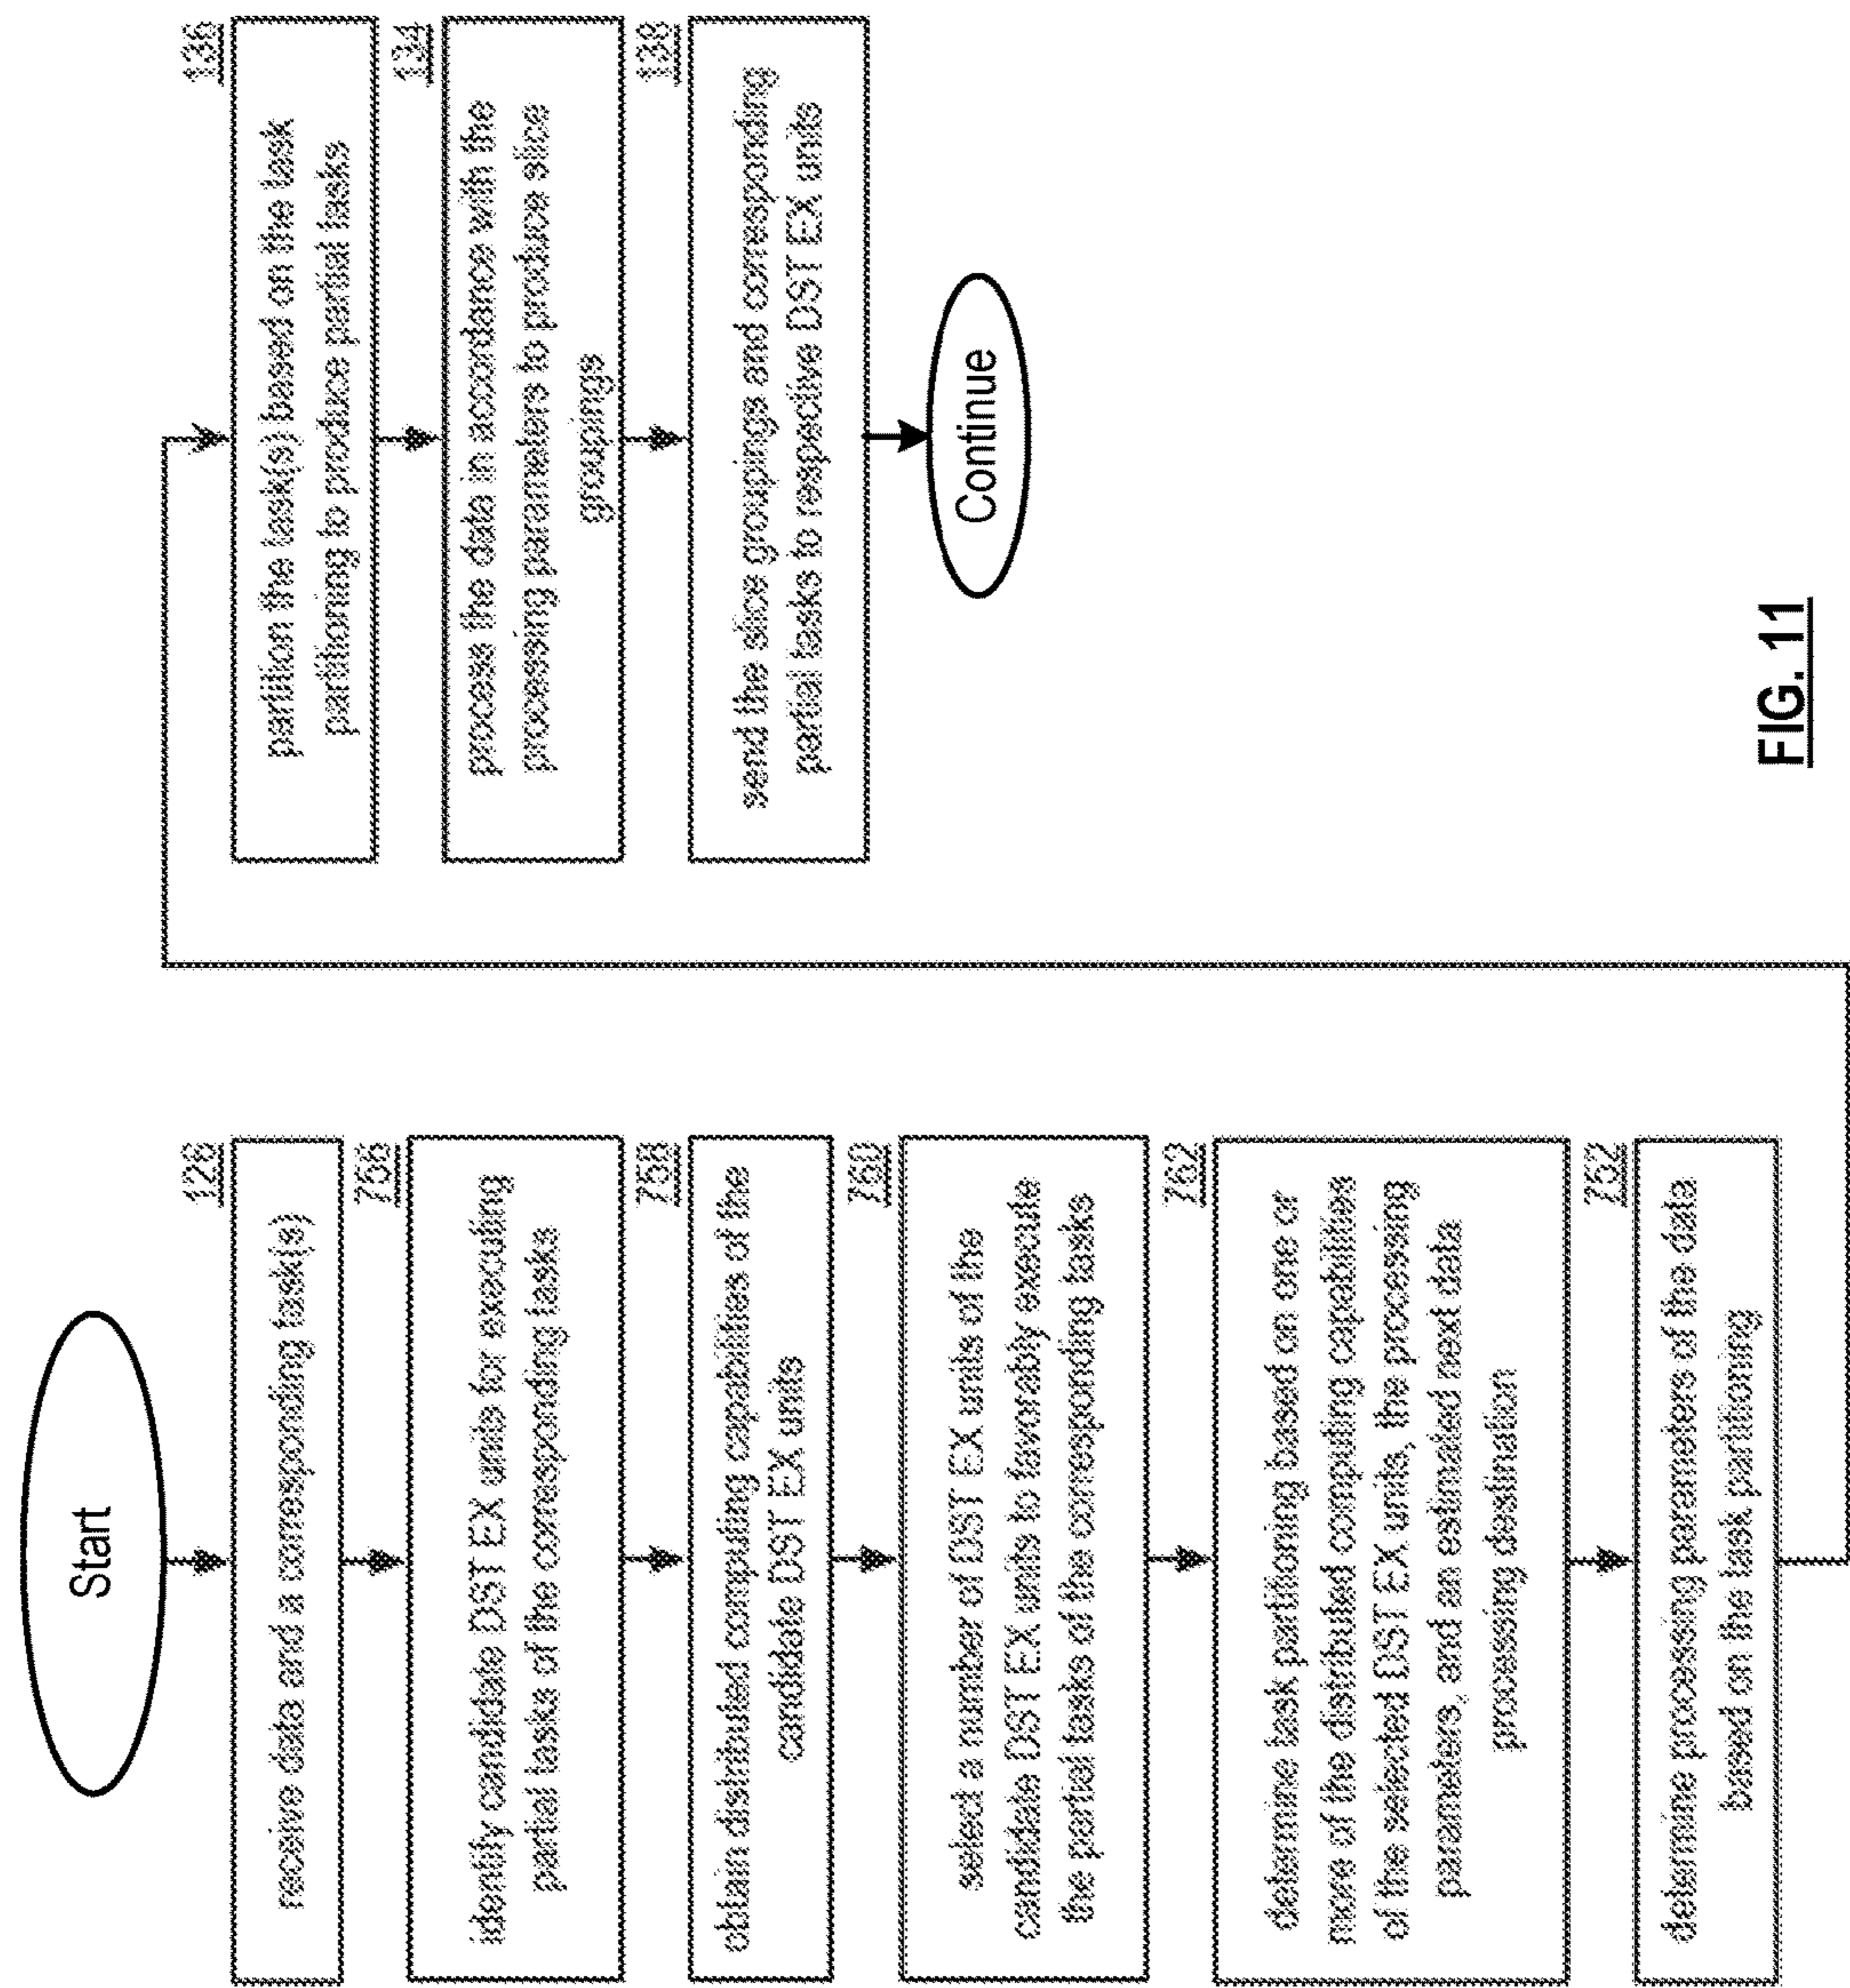 Start
126
receive data and a corresponding task(s)
756
identify candidate DST EX units for executing
partial tasks of the corresponding tasks
758
obtain distributed computing capabilities of the
candidate DST EX units
760
select a number of DST EX units of the
candidate DST EX units to favorably execute
the partial tasks of the corresponding tasks
762
determine task partitioning based on one or
more of the distributed computing capabilities
of the selected DST EX units, the processing
parameters, and an estimated next data
processing destination
752
determine processing parameters of the data
based on the task partitioning
136
partition the task(s) based on the task
partitioning to produce partial tasks
134
process the data in accordance with the
processing parameters to produce slice
groupings
138
send the slice groupings and corresponding
partial tasks to respective DST EX units
Continue
FIG. 11